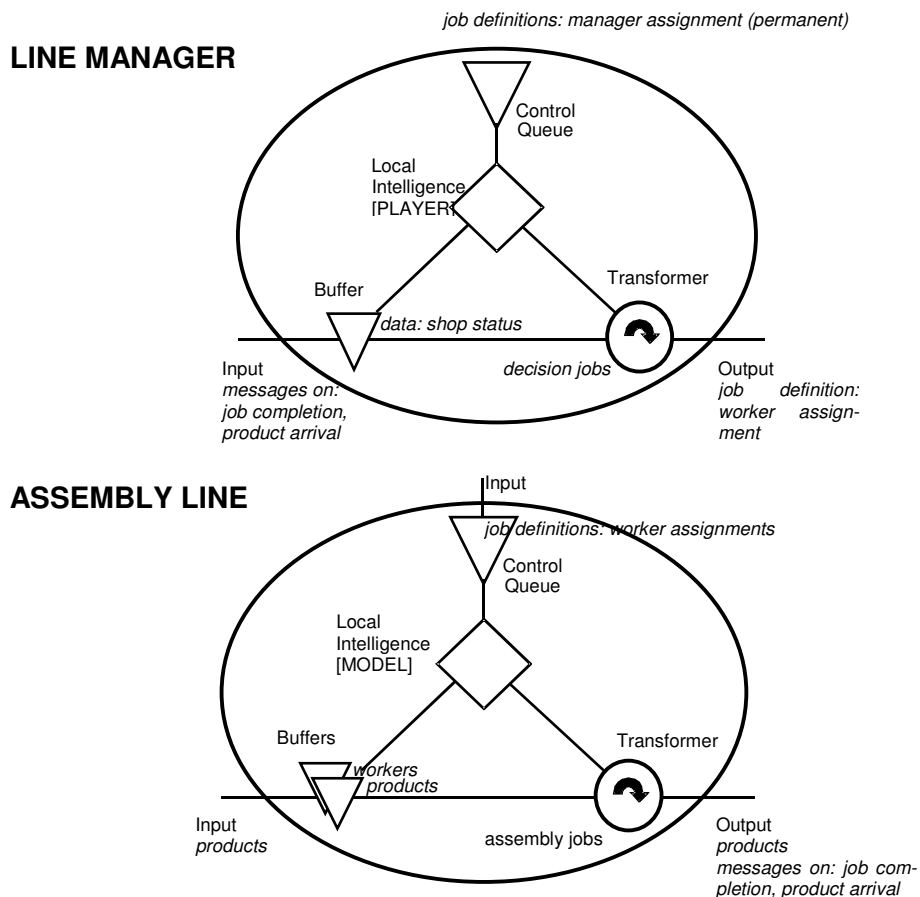 job definitions: manager assignment (permanent)
LINE MANAGER
Control
Queue
Local
Intelligence
[PLAYER]
Transformer
Buffer
data: shop status
Input
messages on:
job completion,
product arrival
decision jobs
Output
job definition:
worker assign-
ment
ASSEMBLY LINE
Input
job definitions: worker assignments
Control
Queue
Local
Intelligence
[MODEL]
Buffers
Transformer
workers
products
Input
products
assembly jobs
Output
products
messages on: job com-
pletion, product arrival